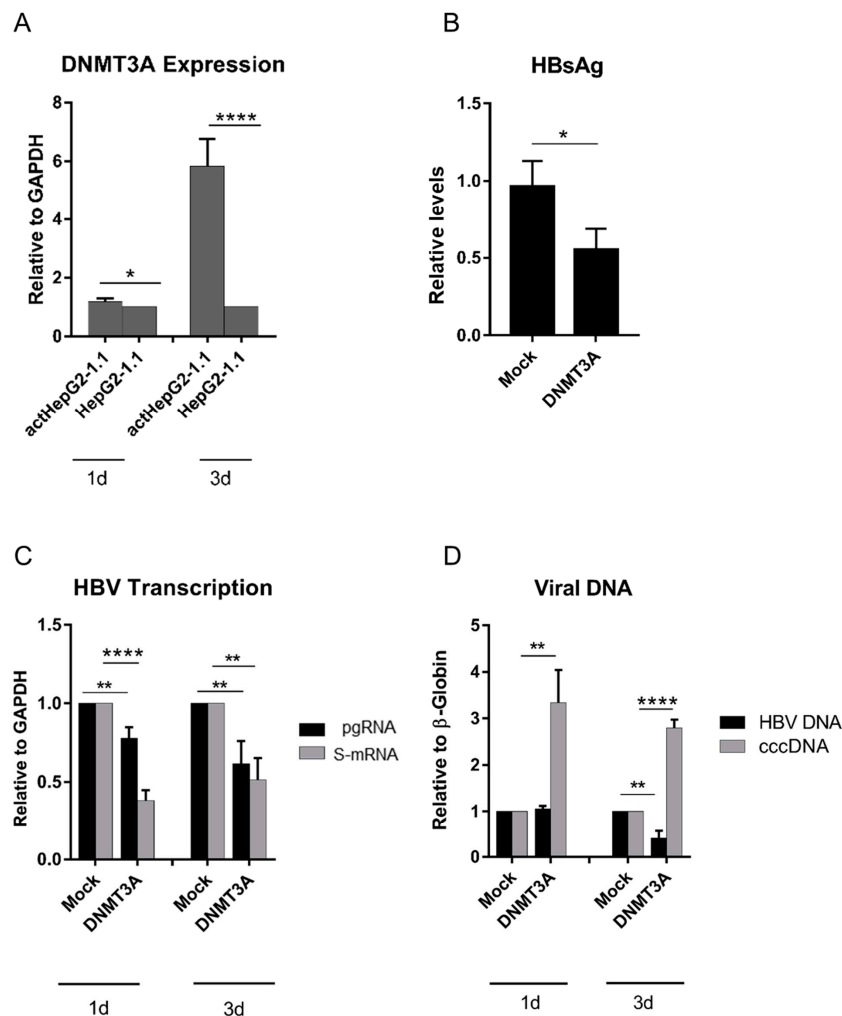 A
DNMT3A Expression
Relative to GAPDH
8
6
4
2
0
*
****
actHepG2-1.1
HepG2-1.1
actHepG2-1.1
HepG2-1.1
1d
3d
B
HBsAg
Relative levels
1.5
1.0
0.5
0.0
*
Mock
DNMT3A
C
HBV Transcription
Relative to GAPDH
1.5
1.0
0.5
0.0
****
**
**
**
pgRNA
S-mRNA
Mock
DNMT3A
Mock
DNMT3A
1d
3d
D
Viral DNA
Relative to β-Globin
5
4
3
2
1
0
**
****
**
HBV DNA
cccDNA
Mock
DNMT3A
Mock
DNMT3A
1d
3d